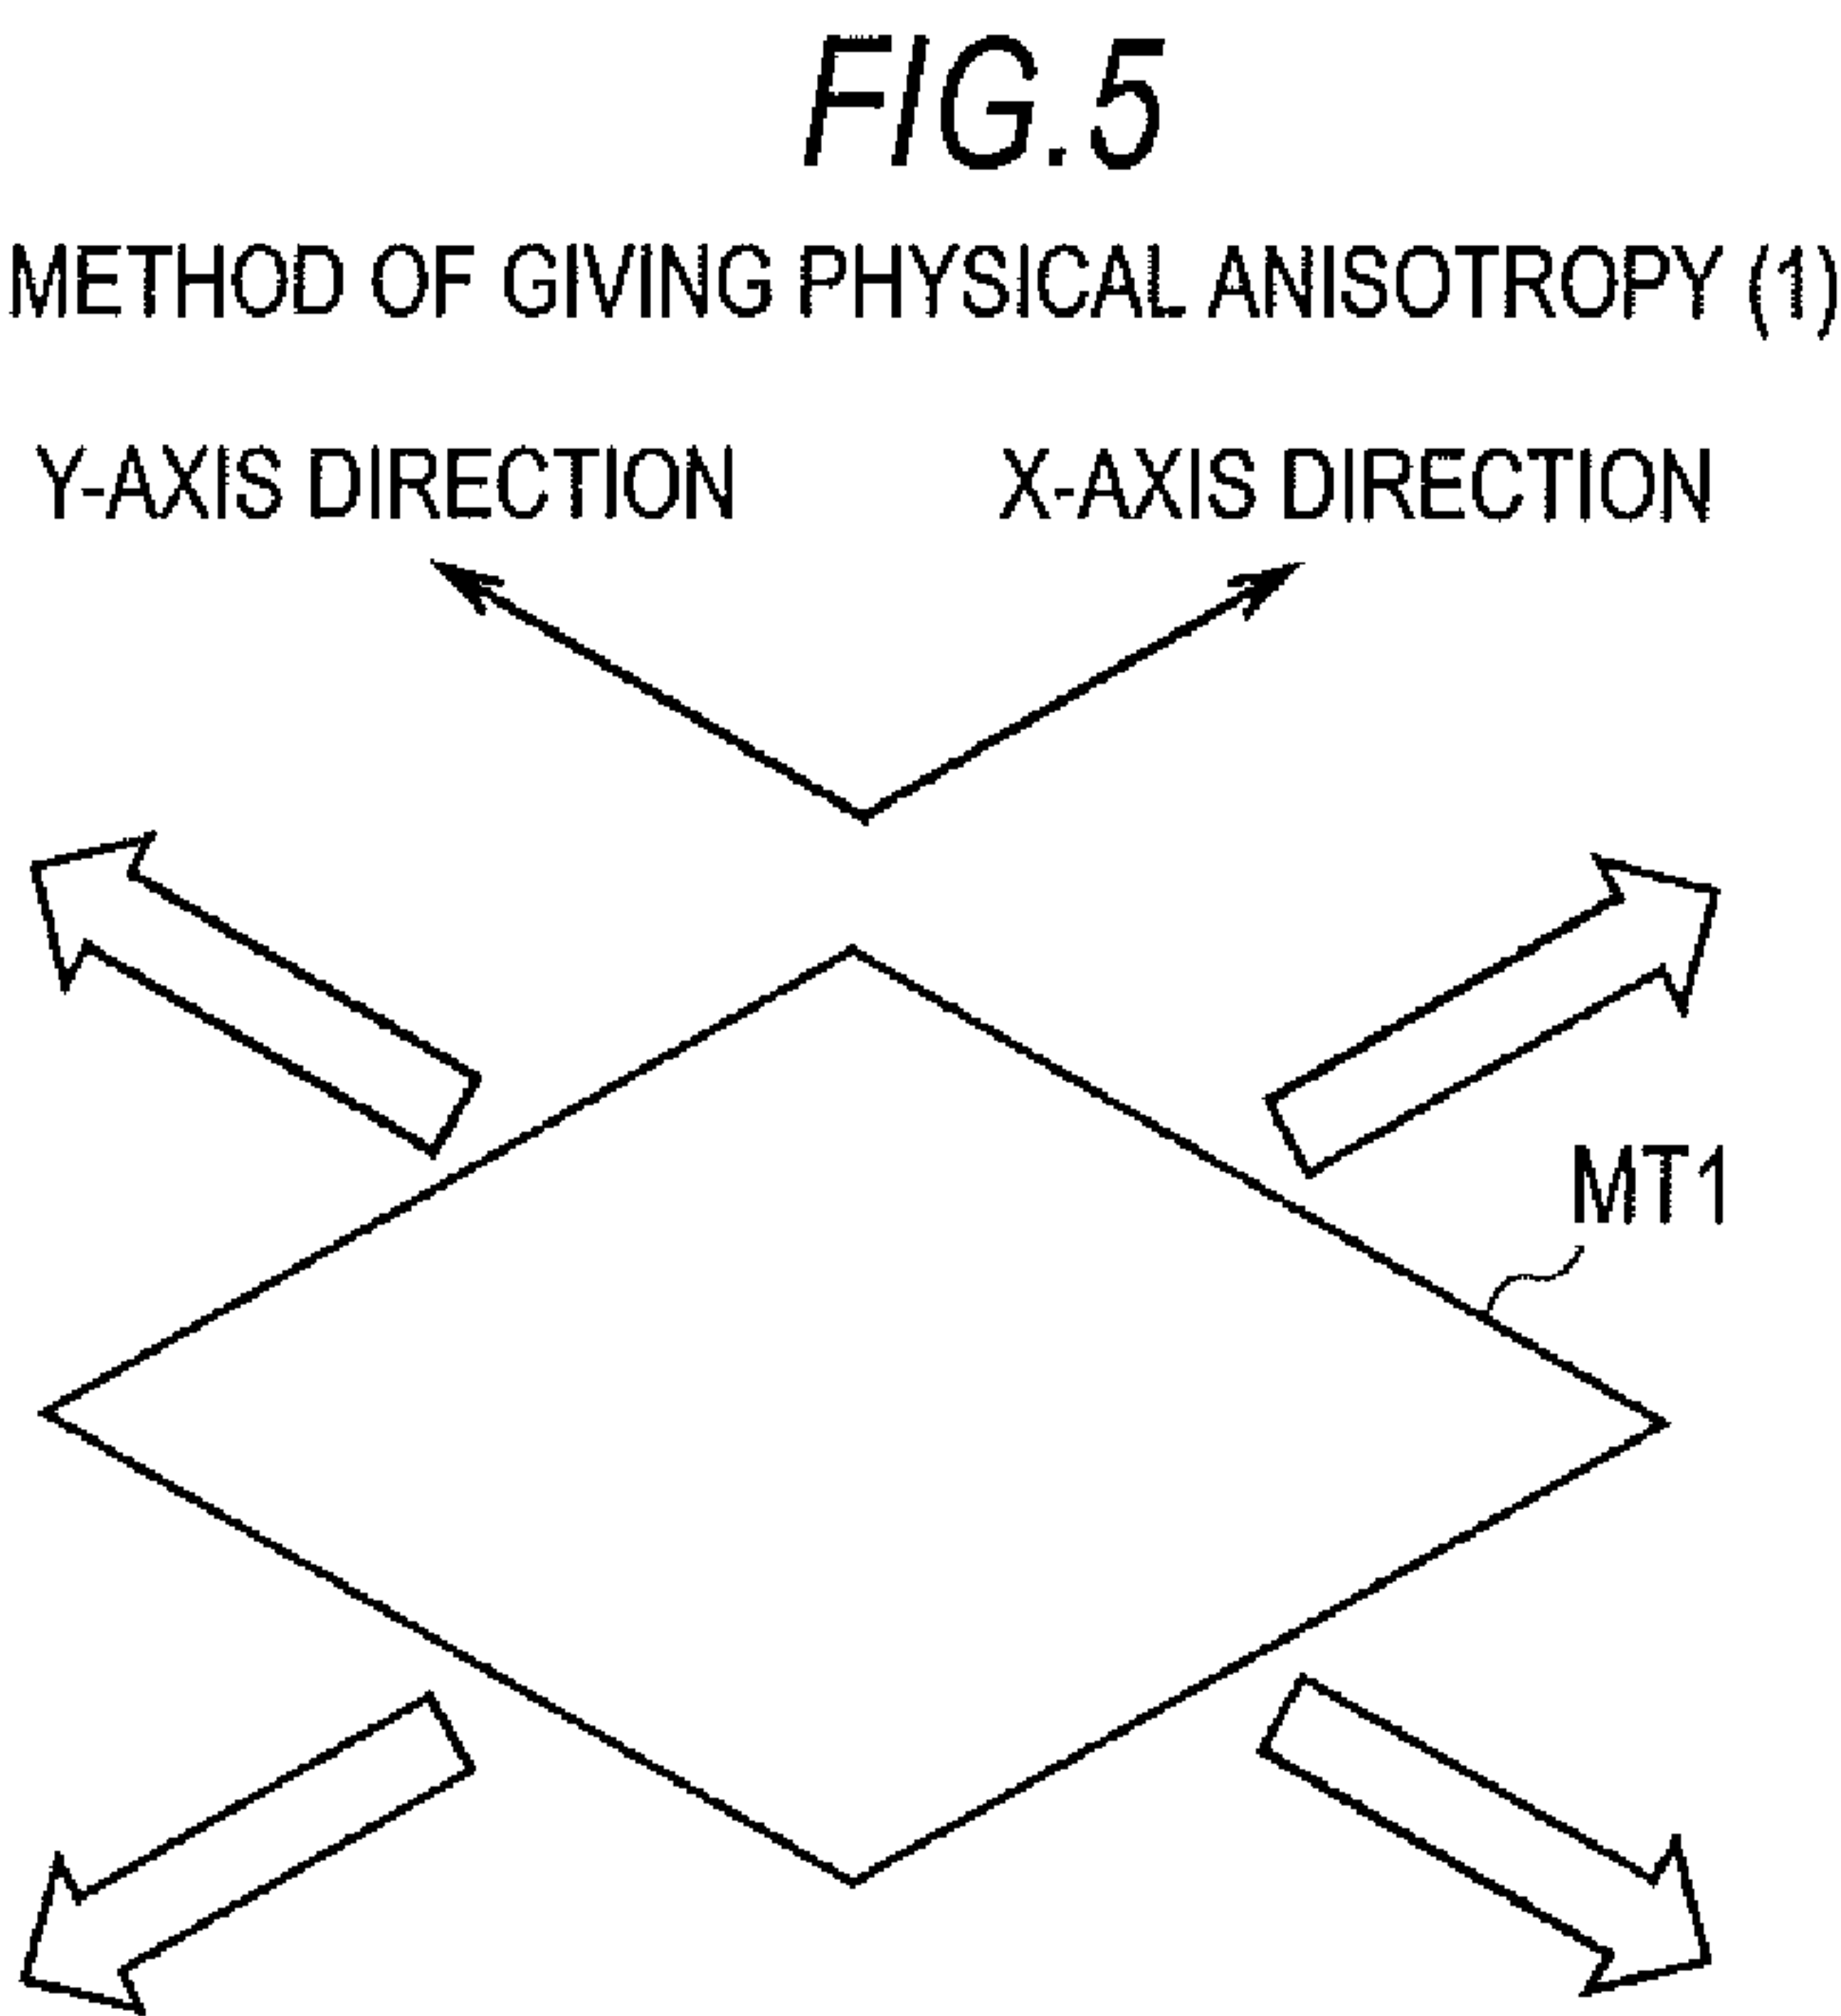 FIG.5
METHOD OF GIVING PHYSICAL ANISOTROPY (1)
Y-AXIS DIRECTION
X-AXIS DIRECTION
MT1